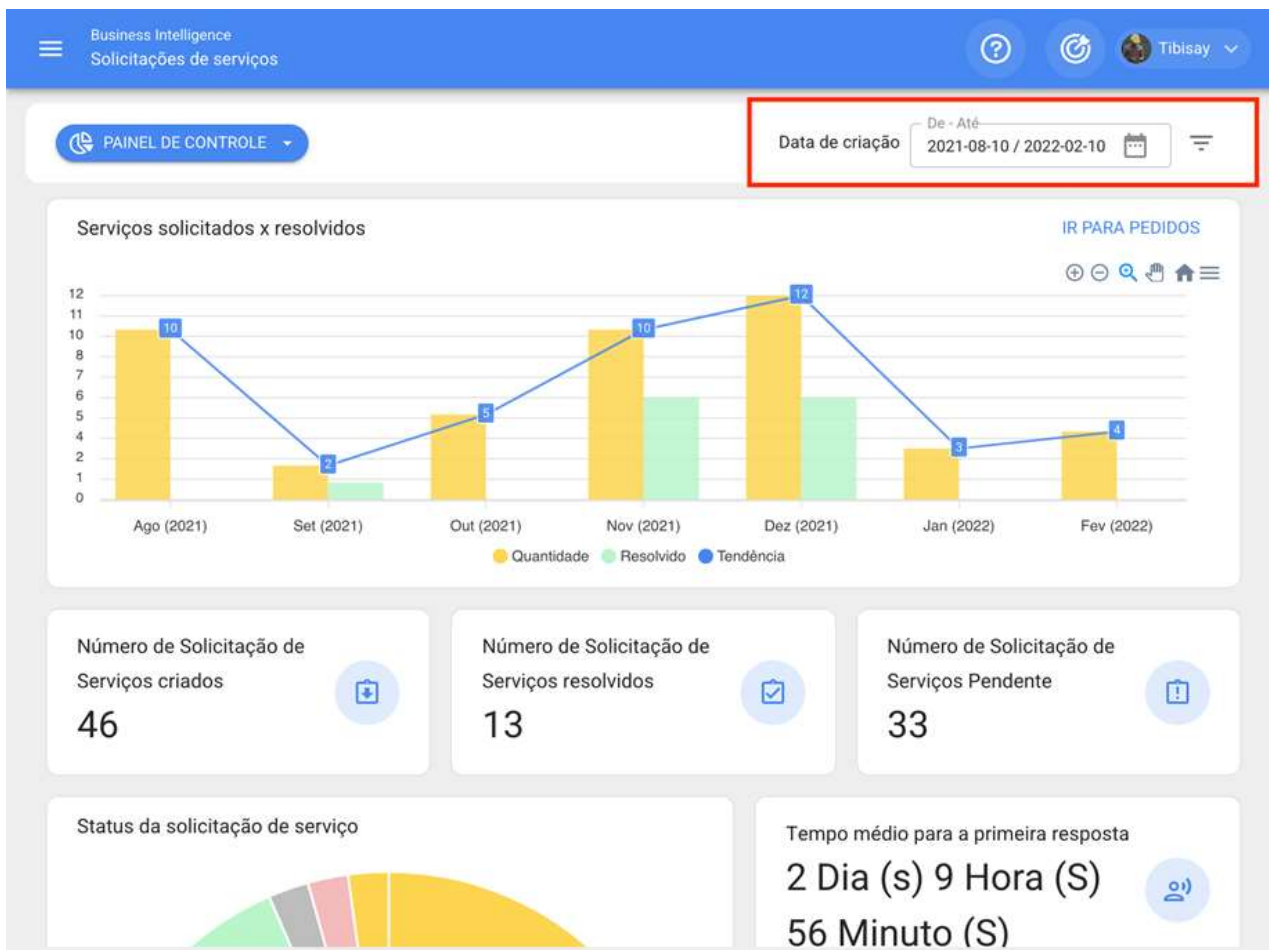 Business Intelligence
Solicitações de serviços
Tibisay
PAINEL DE CONTROLE
Data de criação
De - Até
2021-08-10 / 2022-02-10
Serviços solicitados x resolvidos
IR PARA PEDIDOS
12
11
10
8
7
6
5
4
2
1
0
10
2
5
10
12
3
4
Ago (2021)
Set (2021)
Out (2021)
Nov (2021)
Dez (2021)
Jan (2022)
Fev (2022)
Quantidade
Resolvido
Tendência
Número de Solicitação de
Serviços criados
46
Número de Solicitação de
Serviços resolvidos
13
Número de Solicitação de
Serviços Pendente
33
Status da solicitação de serviço
Tempo médio para a primeira resposta
2 Dia (s) 9 Hora (S)
56 Minuto (S)